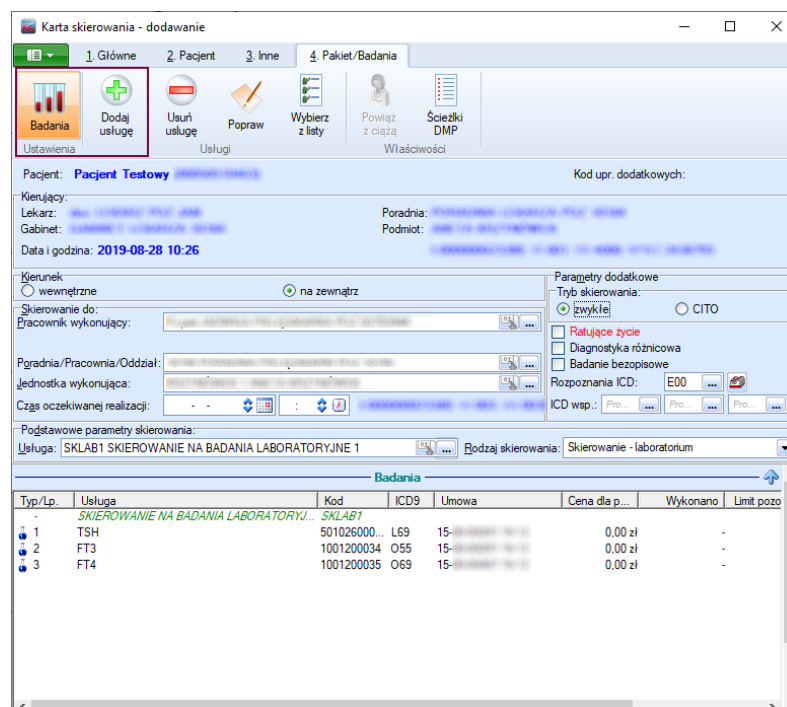 Karta skierowania - dodawanie
1. Główne 2. Pacjent 3. Inne 4. Pakiet/Badania
Badania Dodaj usługę Usuń usługę Popraw Wybierz z listy Powiąż z ciążą Ścieżki DMP
Ustawienia Usługi Właściwości
Pacjent: Pacjent Testowy Kod upr. dodatkowych:
Kierujący:
Lekarz: Poradnia:
Gabinet: Podmiot:
Data i godzina: 2019-08-28 10:26
Kierunek Parametry dodatkowe
wewnętrzne na zewnątrz Tryb skierowania:
Skierowanie do: zwykłe CITO
Pracownik wykonujący: ...
Ratujące życie
Diagnostyka różnicowa
Poradnia/Pracownia/Oddział: ... Badanie bezopisowe
Jednostka wykonująca: ... Rozpoznania ICD: E00 ...
Czas oczekiwanej realizacji: - - : ICD wsp.: Pro... ... Pro... ... Pro... ...
Podstawowe parametry skierowania:
Usługa: SKLAB1 SKIEROWANIE NA BADANIA LABORATORYJNE 1 ... Rodzaj skierowania: Skierowanie - laboratorium
Badania
Typ/Lp. Usługa Kod ICD9 Umowa Cena dla p... Wykonano Limit pozo
- SKIEROWANIE NA BADANIA LABORATORYJ... SKLAB1
1 TSH 501026000... L69 15- 0,00 zł -
2 FT3 1001200034 O55 15- 0,00 zł -
3 FT4 1001200035 O69 15- 0,00 zł -